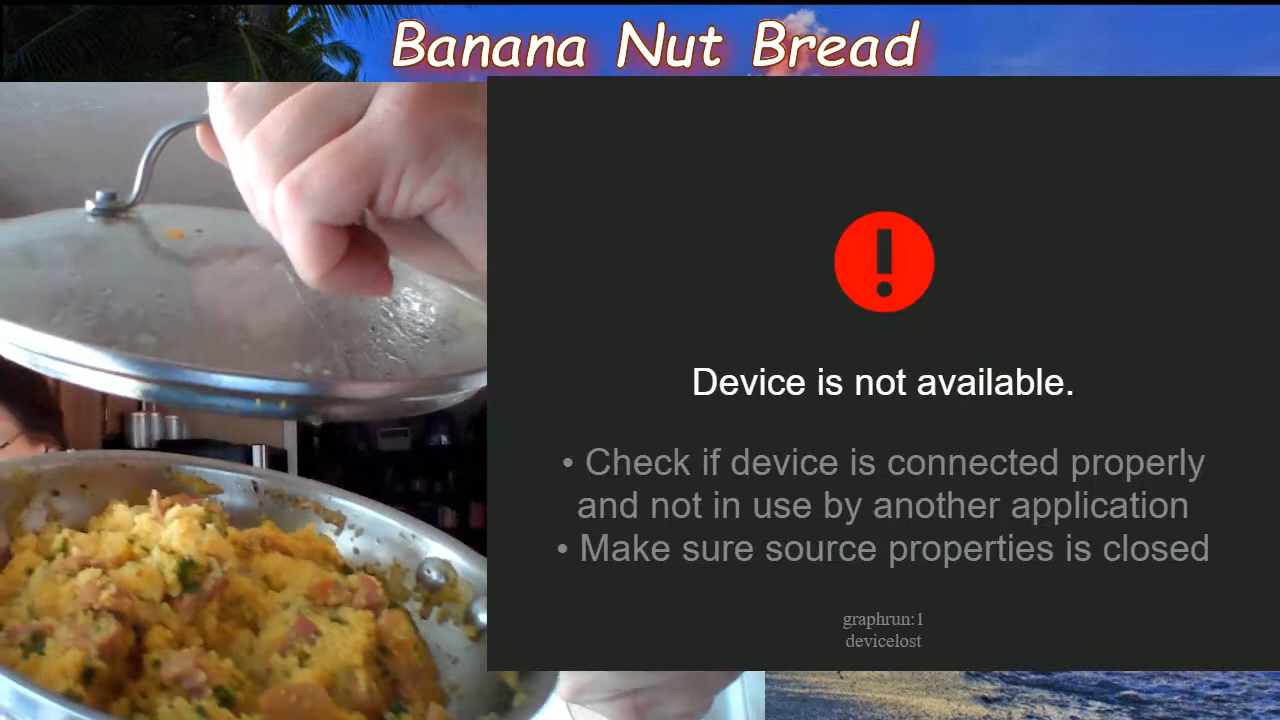 Banana Nut Bread
Device is not available.
• Check if device is connected properly
and not in use by another application
• Make sure source properties is closed
graphrun:1
devicelost